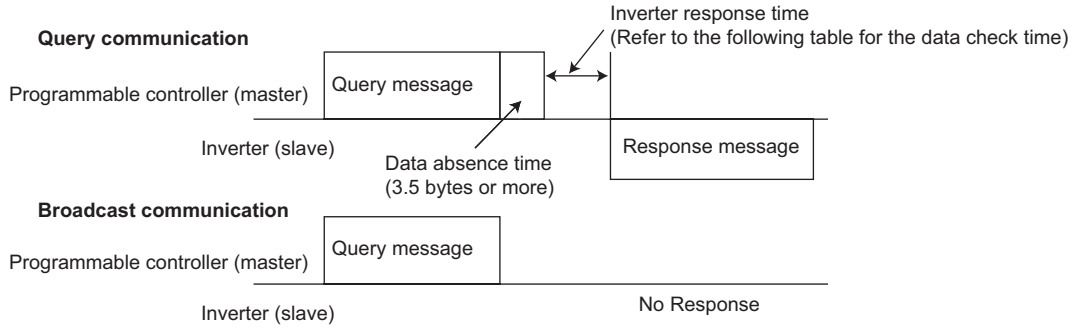 Inverter response time
(Refer to the following table for the data check time)
Query communication
Query message
Programmable controller (master)
Inverter (slave)
Response message
Data absence time
(3.5 bytes or more)
Broadcast communication
Query message
Programmable controller (master)
No Response
Inverter (slave)